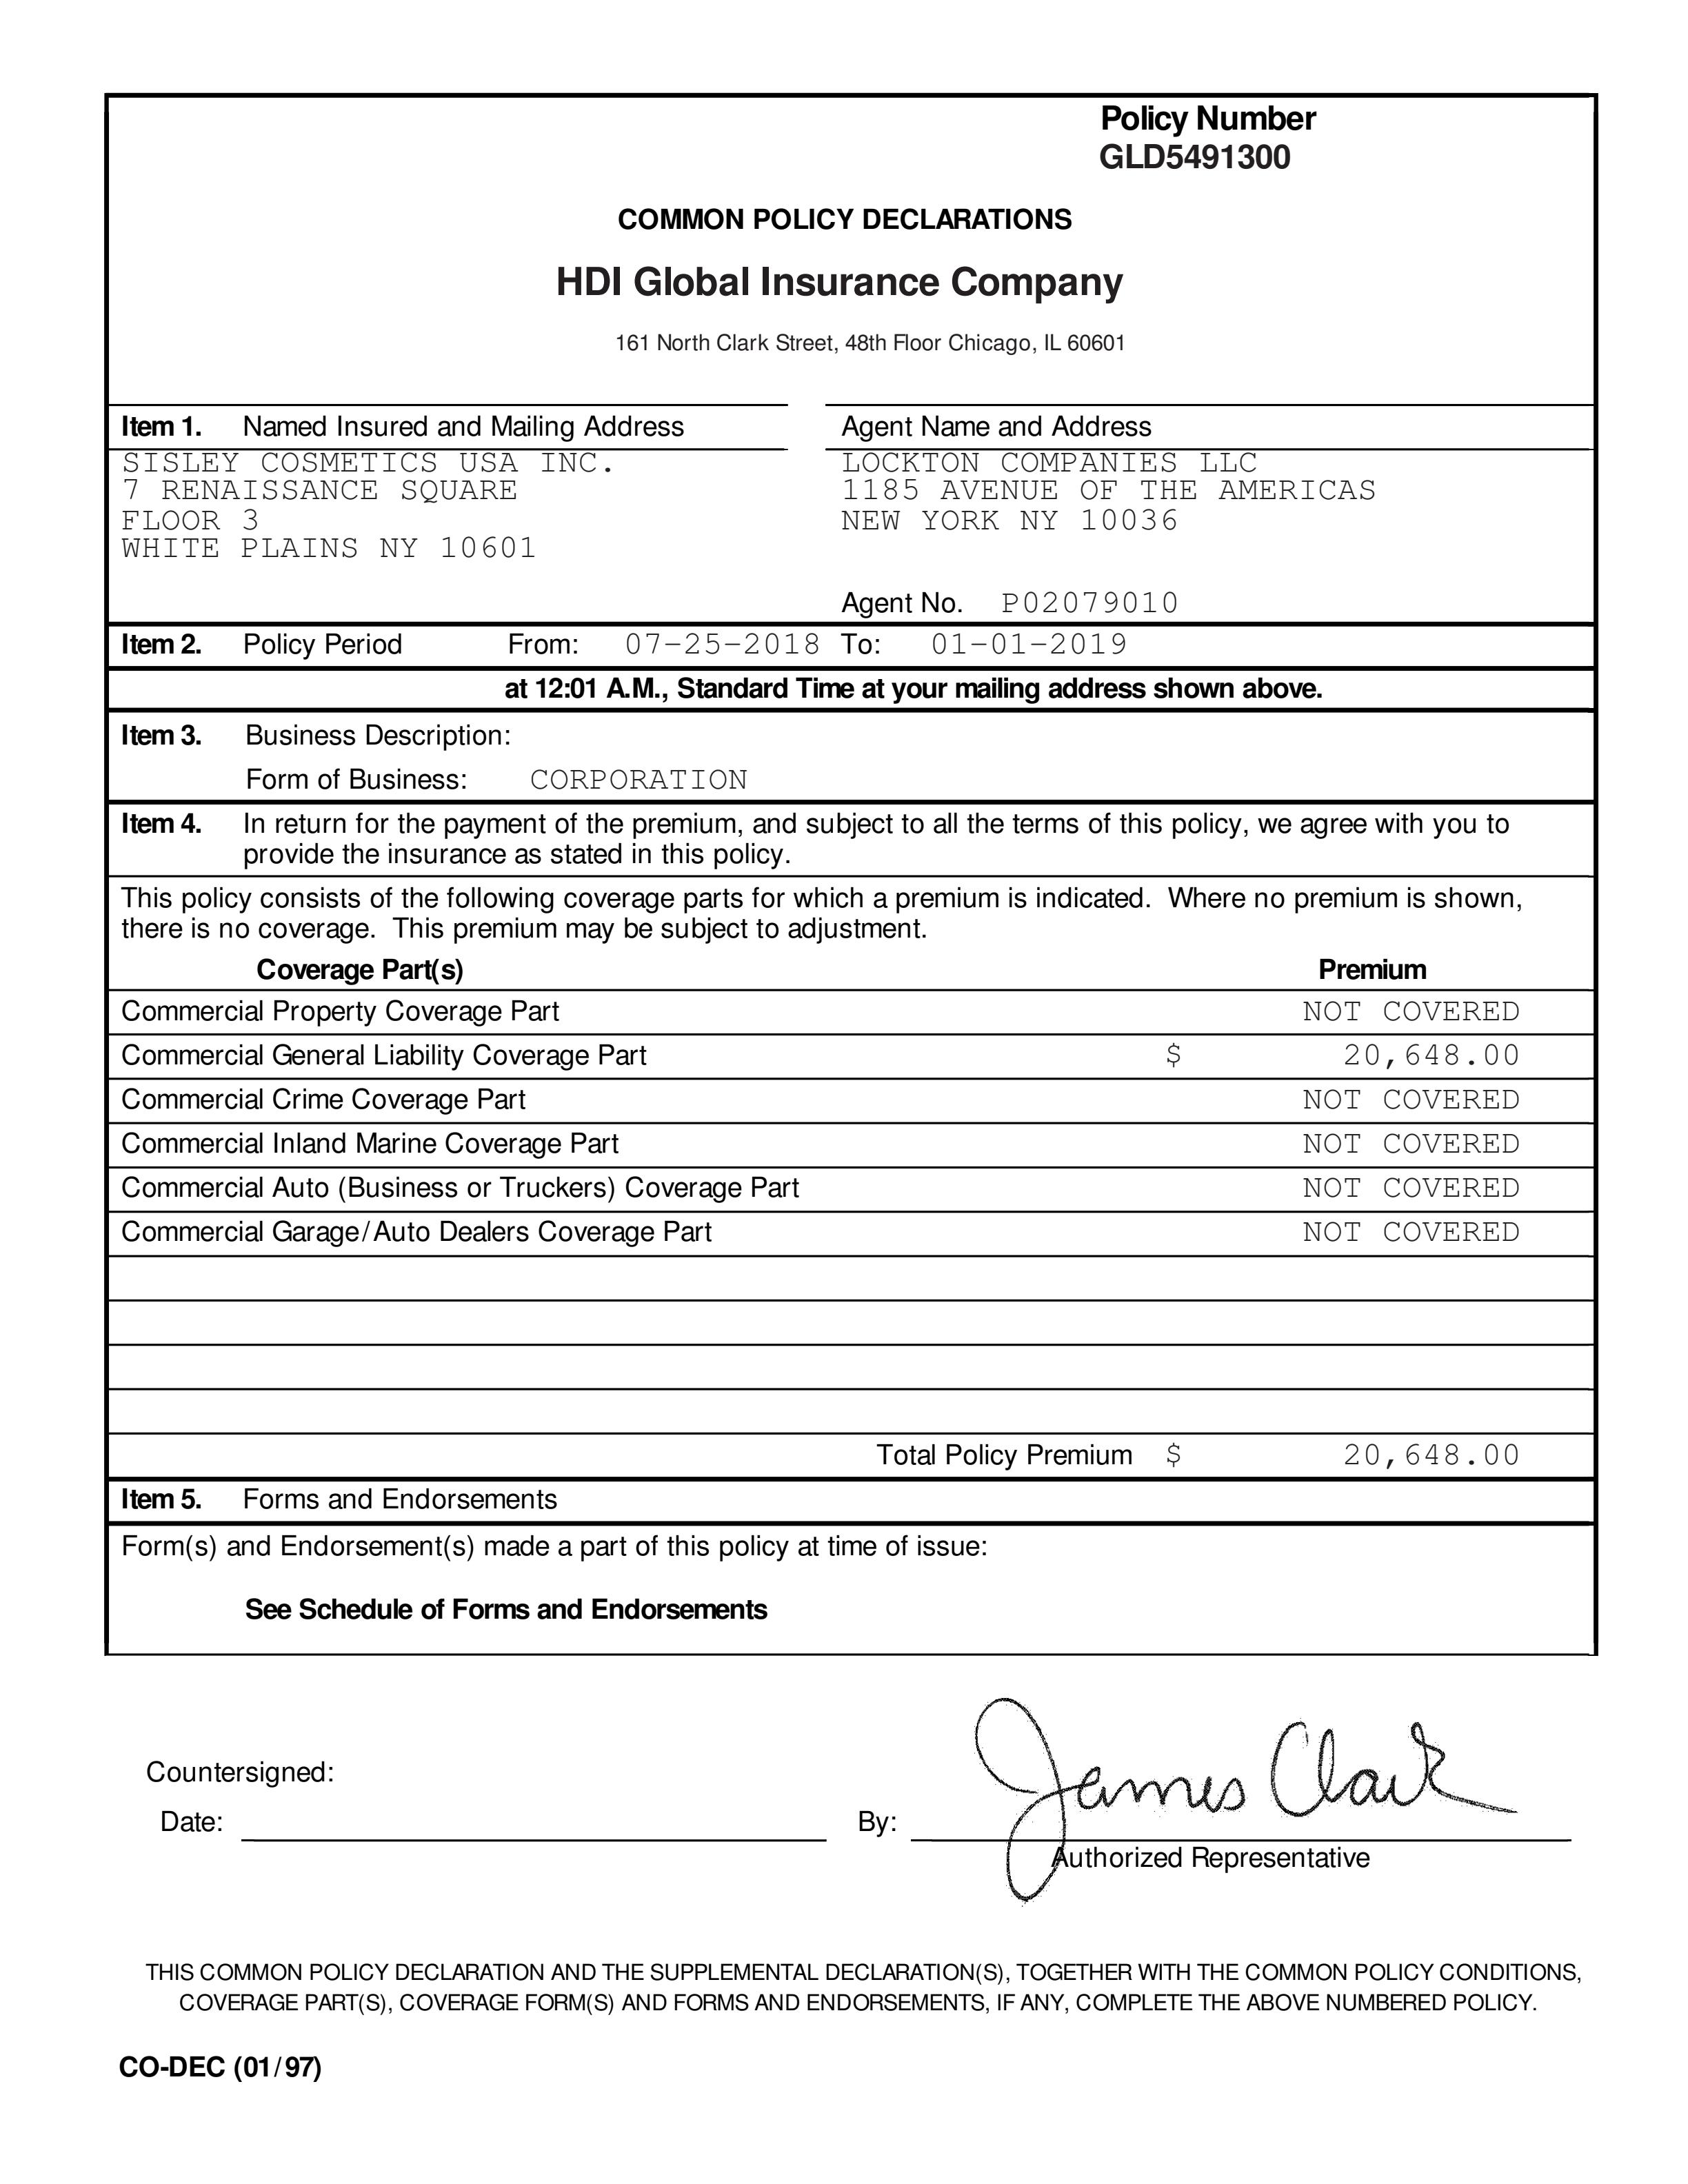 Policy Number
GLD5491300
COMMON POLICY DECLARATIONS
HDI Global Insurance Company
161 North Clark Street, 48th Floor Chicago, IL 60601
Item 1. Named Insured and Mailing Address
SISLEY COSMETICS USA INC.
7 RENAISSANCE SQUARE
FLOOR 3
WHITE PLAINS NY 10601
Agent Name and Address
LOCKTON COMPANIES LLC
1185 AVENUE OF THE AMERICAS
NEW YORK NY 10036
Agent No. P02079010
Item 2. Policy Period From: 07-25-2018 To: 01-01-2019
at 12:01 A.M., Standard Time at your mailing address shown above.
Item 3. Business Description:
Form of Business: CORPORATION
Item 4. In return for the payment of the premium, and subject to all the terms of this policy, we agree with you to
provide the insurance as stated in this policy.
This policy consists of the following coverage parts for which a premium is indicated. Where no premium is shown,
there is no coverage. This premium may be subject to adjustment.
Coverage Part(s) Premium
Commercial Property Coverage Part NOT COVERED
Commercial General Liability Coverage Part $ 20,648.00
Commercial Crime Coverage Part NOT COVERED
Commercial Inland Marine Coverage Part NOT COVERED
Commercial Auto (Business or Truckers) Coverage Part NOT COVERED
Commercial Garage/Auto Dealers Coverage Part NOT COVERED
Total Policy Premium $ 20,648.00
Item 5. Forms and Endorsements
Form(s) and Endorsement(s) made a part of this policy at time of issue:
See Schedule of Forms and Endorsements
Countersigned:
James Clark
Date: By:
Authorized Representative
THIS COMMON POLICY DECLARATION AND THE SUPPLEMENTAL DECLARATION(S), TOGETHER WITH THE COMMON POLICY CONDITIONS,
COVERAGE PART(S), COVERAGE FORM(S) AND FORMS AND ENDORSEMENTS, IF ANY, COMPLETE THE ABOVE NUMBERED POLICY.
CO-DEC (01/97)